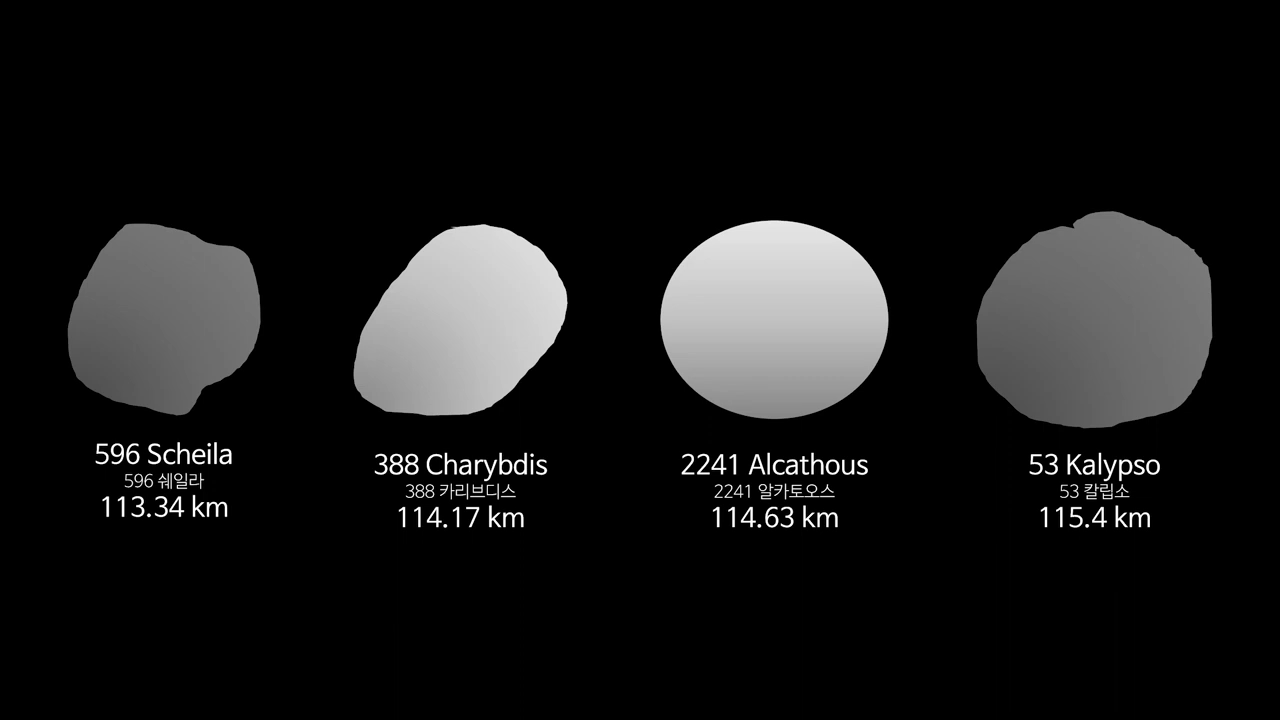 596 Scheila
596 쉐일라
113.34 km
388 Charybdis
388 카리브디스
114.17 km
2241 Alcathous
2241 알카토오스
114.63 km
53 Kalypso
53 칼립소
115.4 km